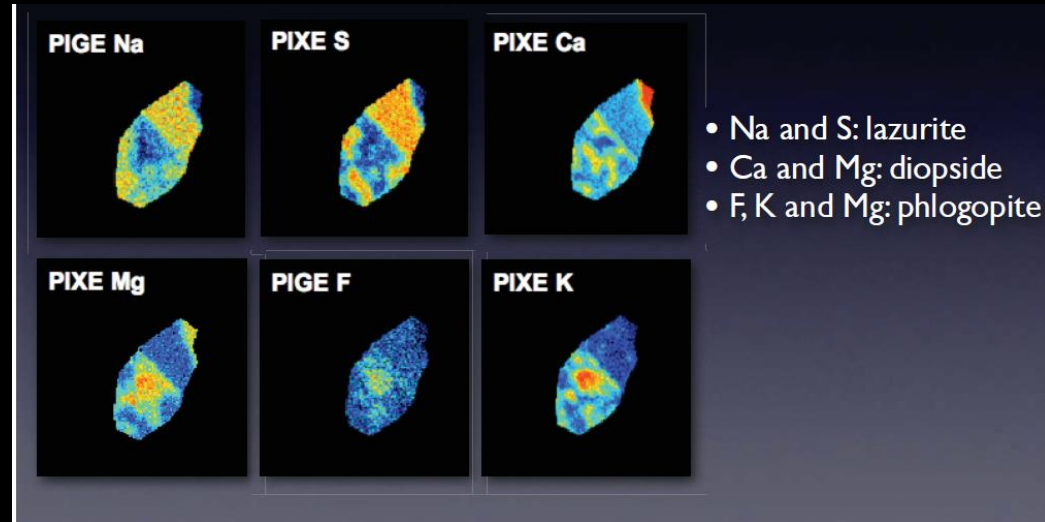 PIGE Na
PIXE S
PIXE Ca
• Na and S: lazurite
• Ca and Mg: diopside
• F, K and Mg: phlogopite
PIXE Mg
PIGE F
PIXE K